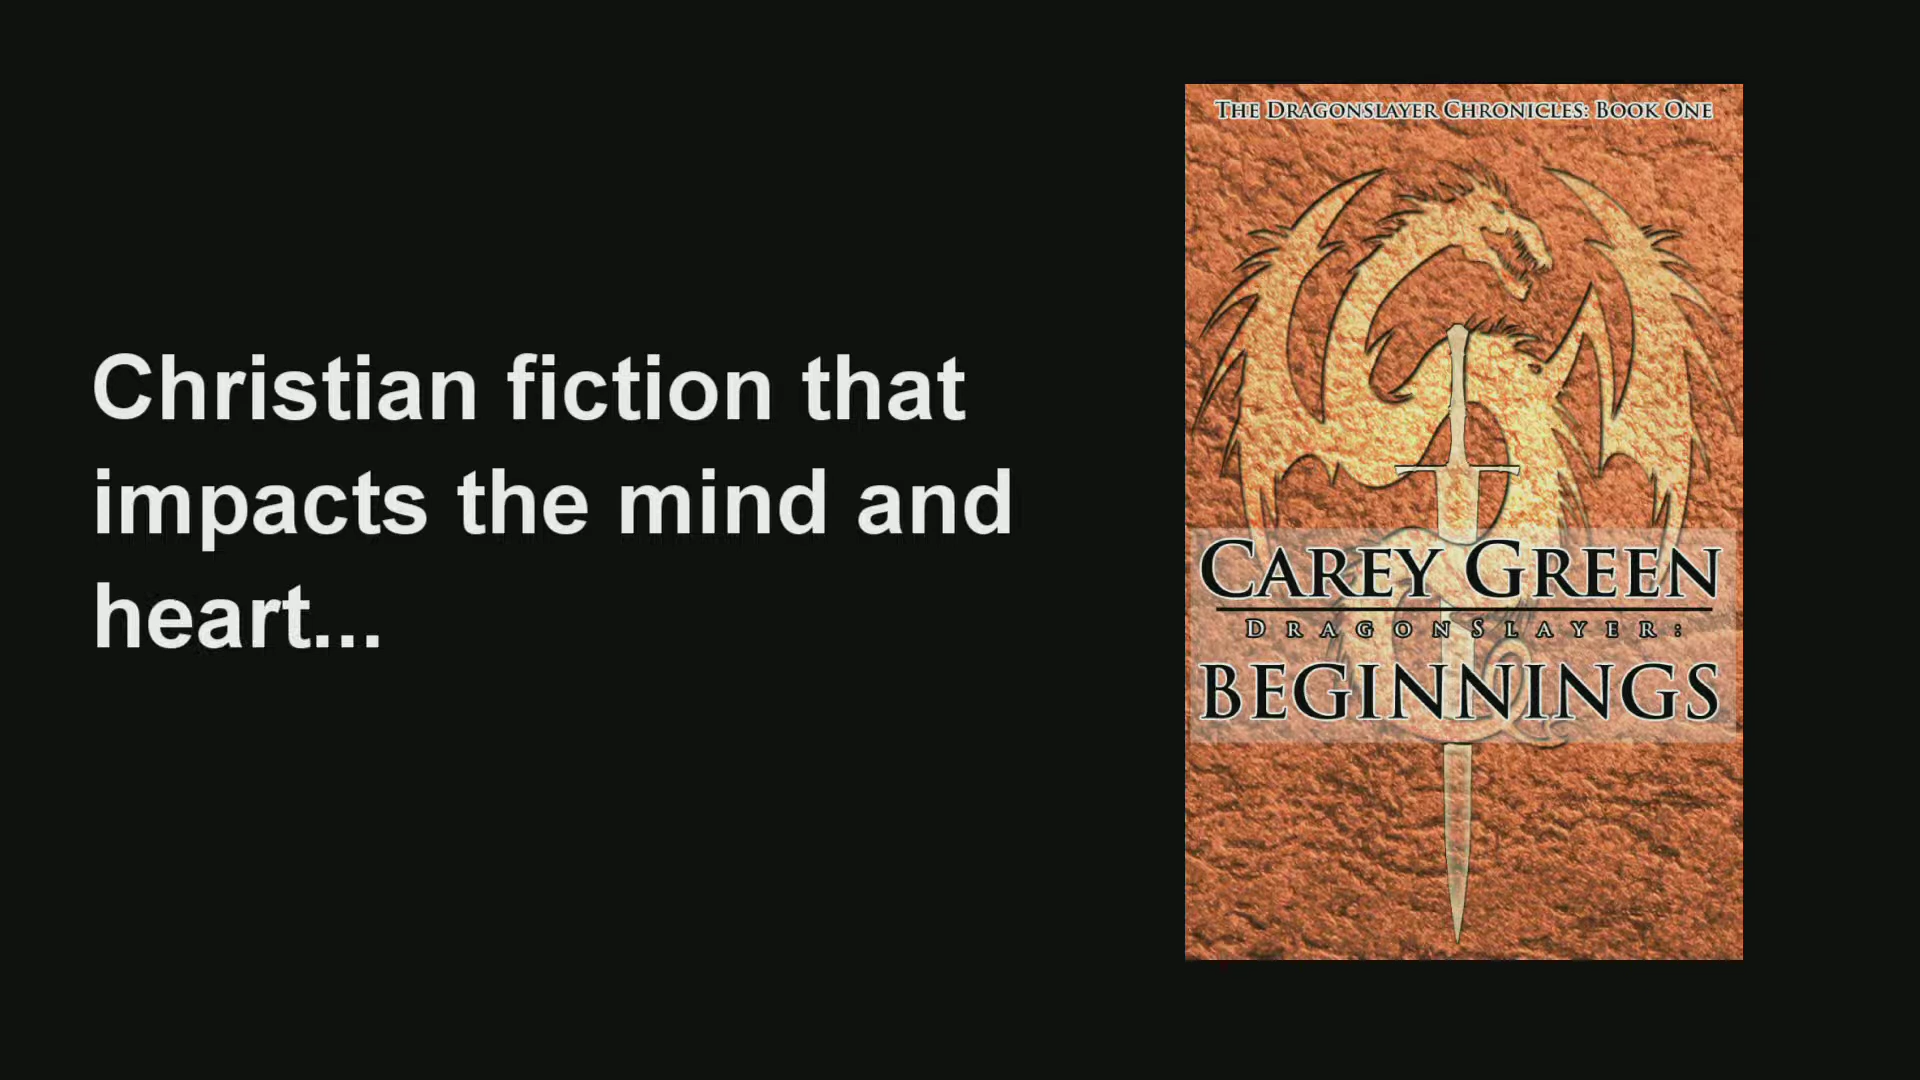 Christian fiction that
impacts the mind and
heart...
The Dragonslayer Chronicles: Book One
Carey Green
DragonSlayer:
BEGINNINGS